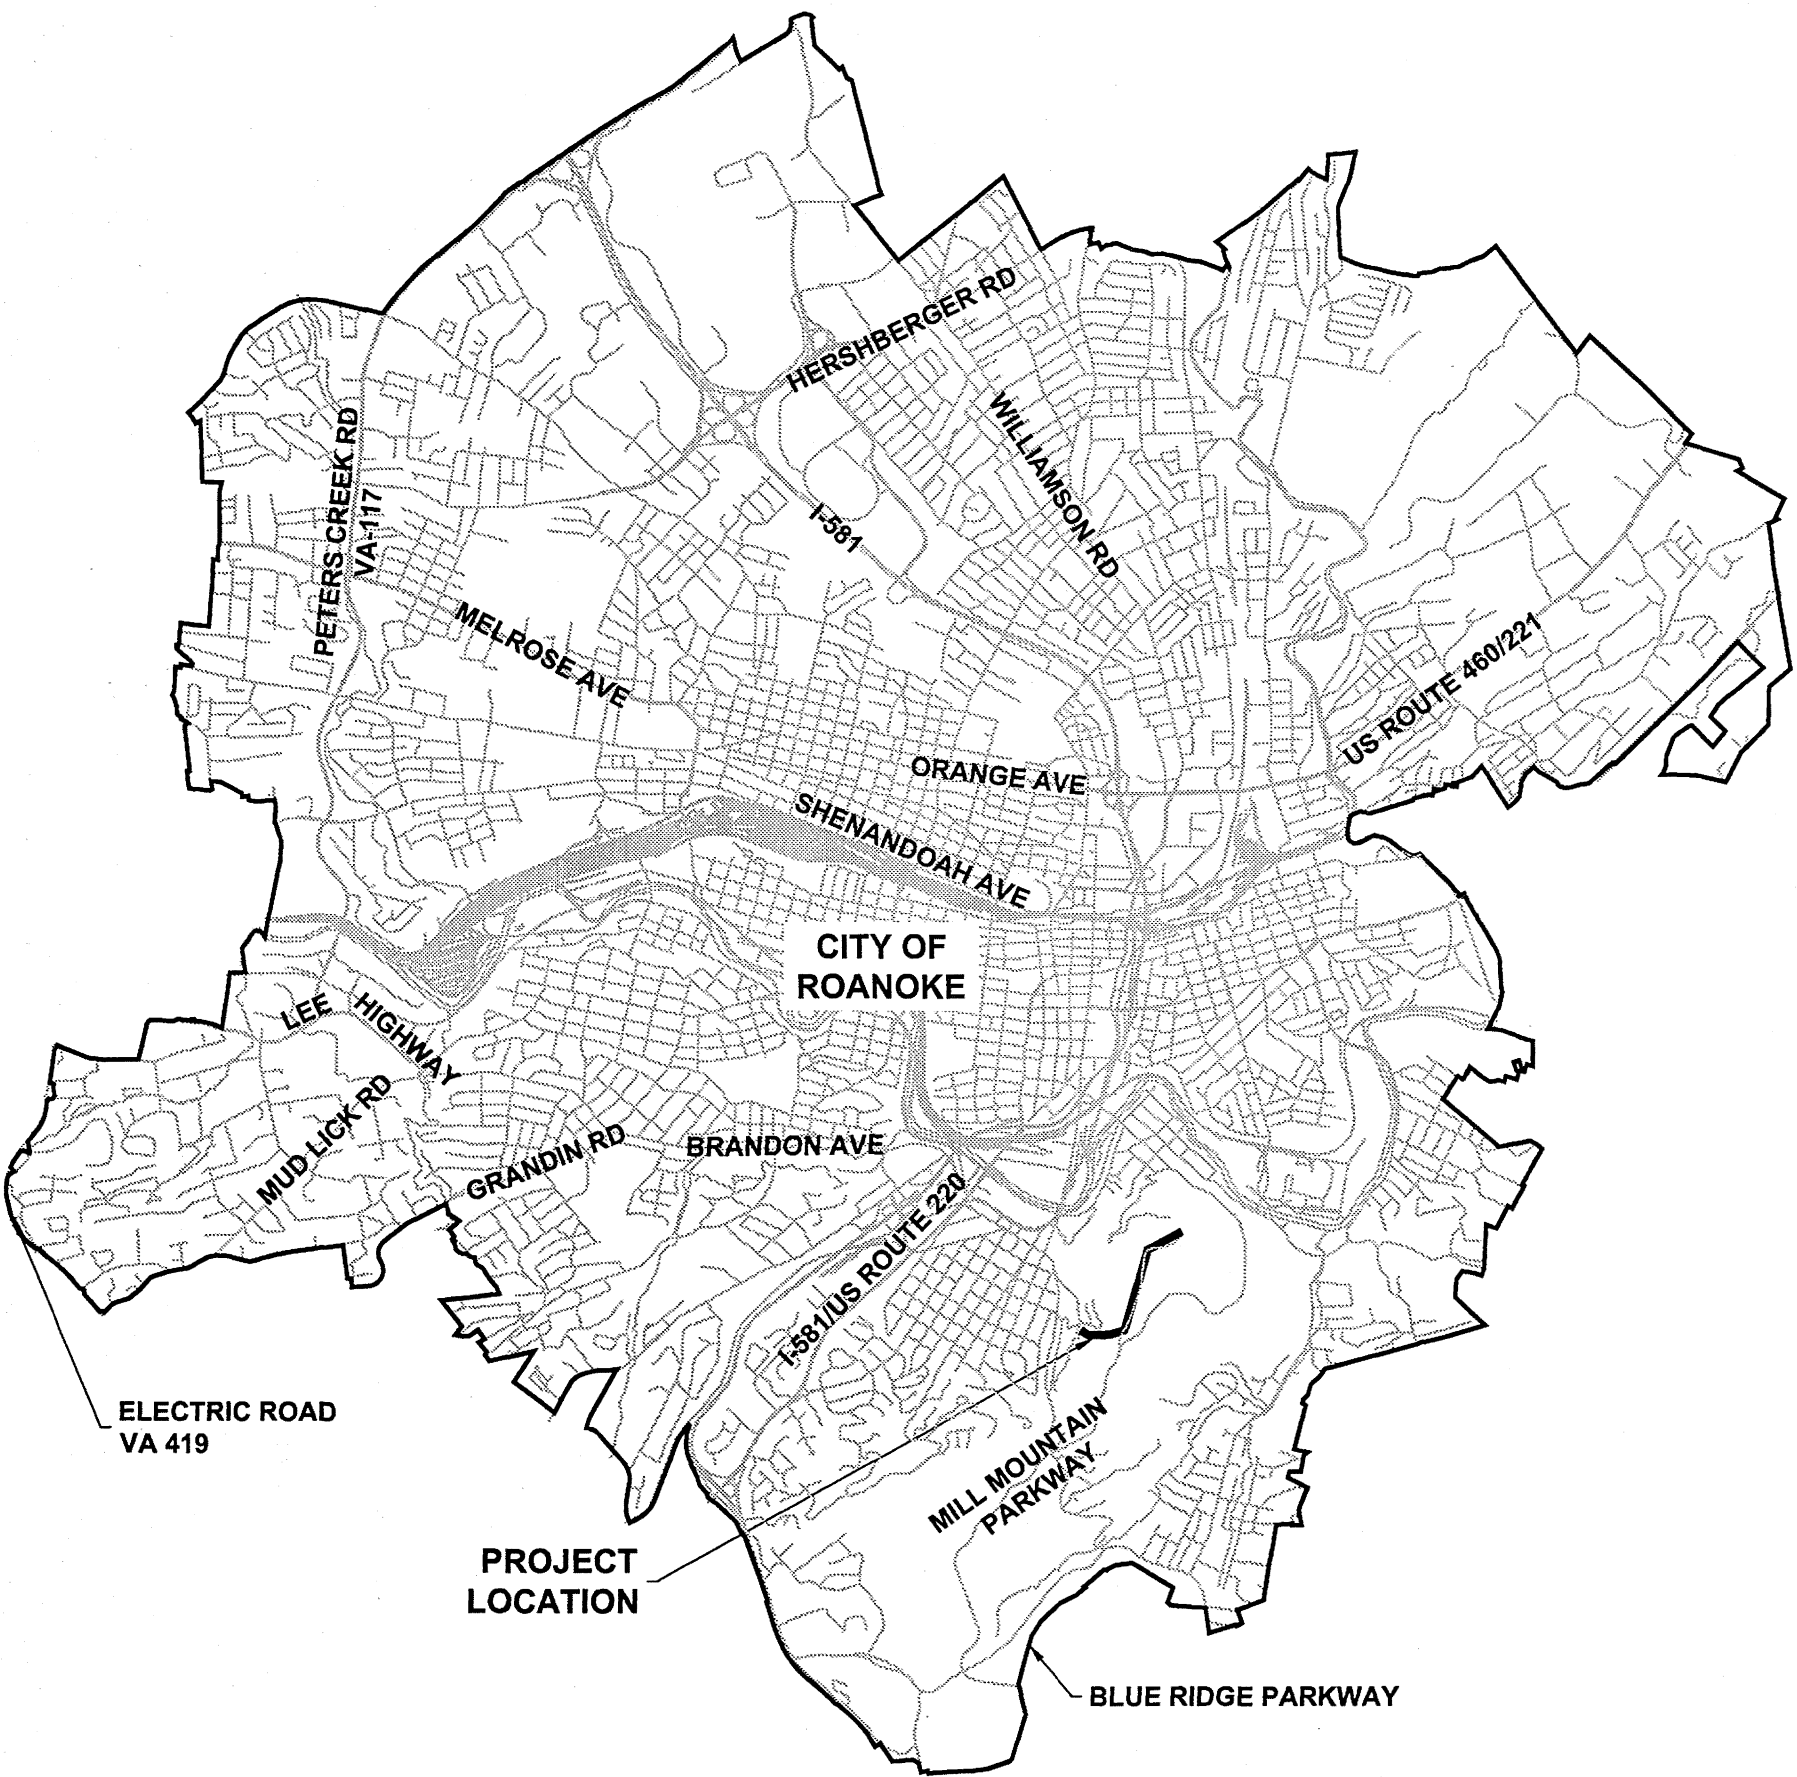 HERSHBERGER RD
WILLIAMSON RD
PETERS CREEK RD
VA-117
I-581
MELROSE AVE
US ROUTE 460/221
ORANGE AVE
SHENANDOAH AVE
CITY OF
ROANOKE
LEE HIGHWAY
MUD LICK RD
GRANDIN RD
BRANDON AVE
I-581/US ROUTE 220
ELECTRIC ROAD
VA 419
MILL MOUNTAIN
PARKWAY
PROJECT
LOCATION
BLUE RIDGE PARKWAY